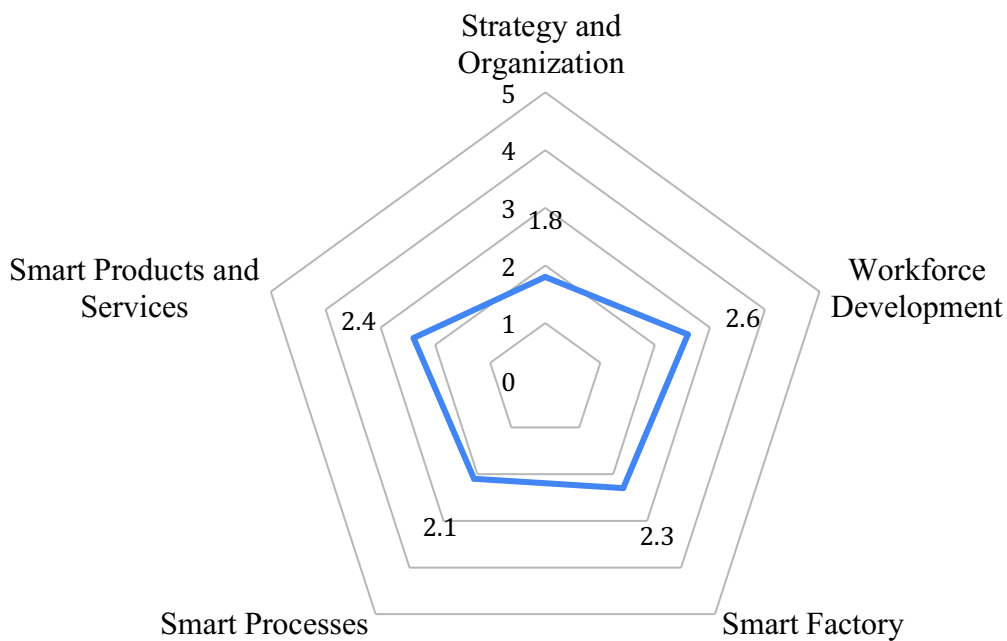 Strategy and
Organization
5
4
3
1.8
2
1
0
Workforce
Development
2.6
Smart Products and
Services
2.4
2.1
2.3
Smart Processes
Smart Factory